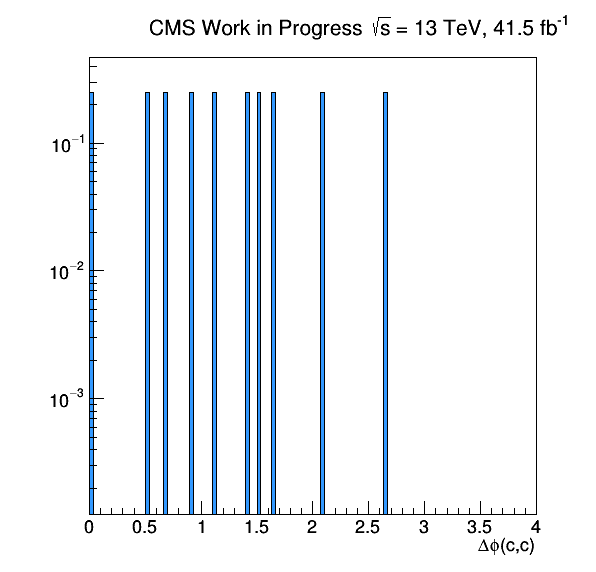 CMS Work in Progress √s = 13 TeV, 41.5 fb⁻¹
10⁻¹
10⁻²
10⁻³
0 0.5 1 1.5 2 2.5 3 3.5 4
Δϕ(c,c)